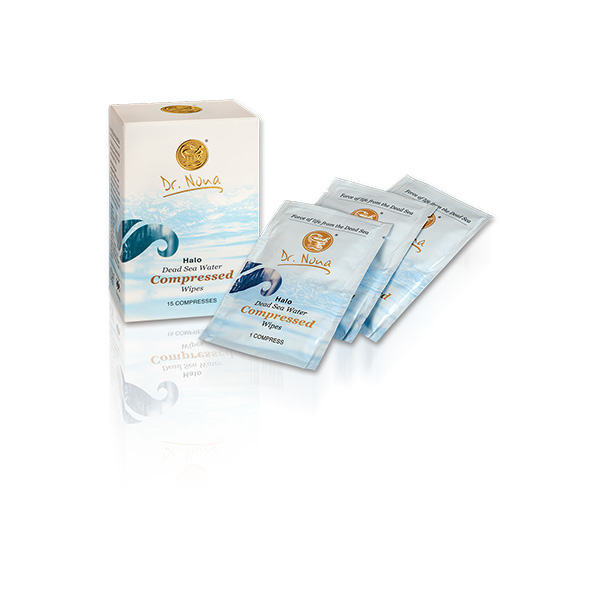 Dr. Nona
Halo
Dead Sea Water
Compressed
Wipes
15 COMPRESSES
Force of life from the Dead Sea
Dr. Nona
Halo
Dead Sea Water
Compressed
Wipes
1 COMPRESS
Force of life from the Dead Sea
Force of life from the Dead Sea